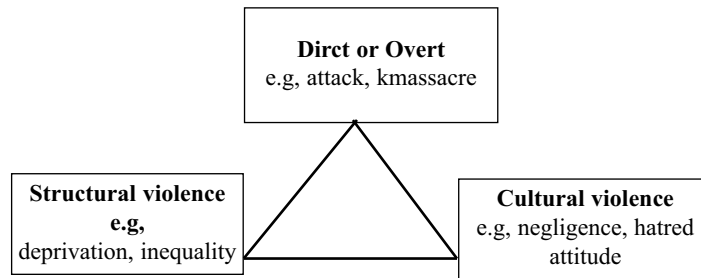 Dirct or Overt
e.g, attack, kmassacre
Structural violence
e.g,
deprivation, inequality
Cultural violence
e.g, negligence, hatred
attitude